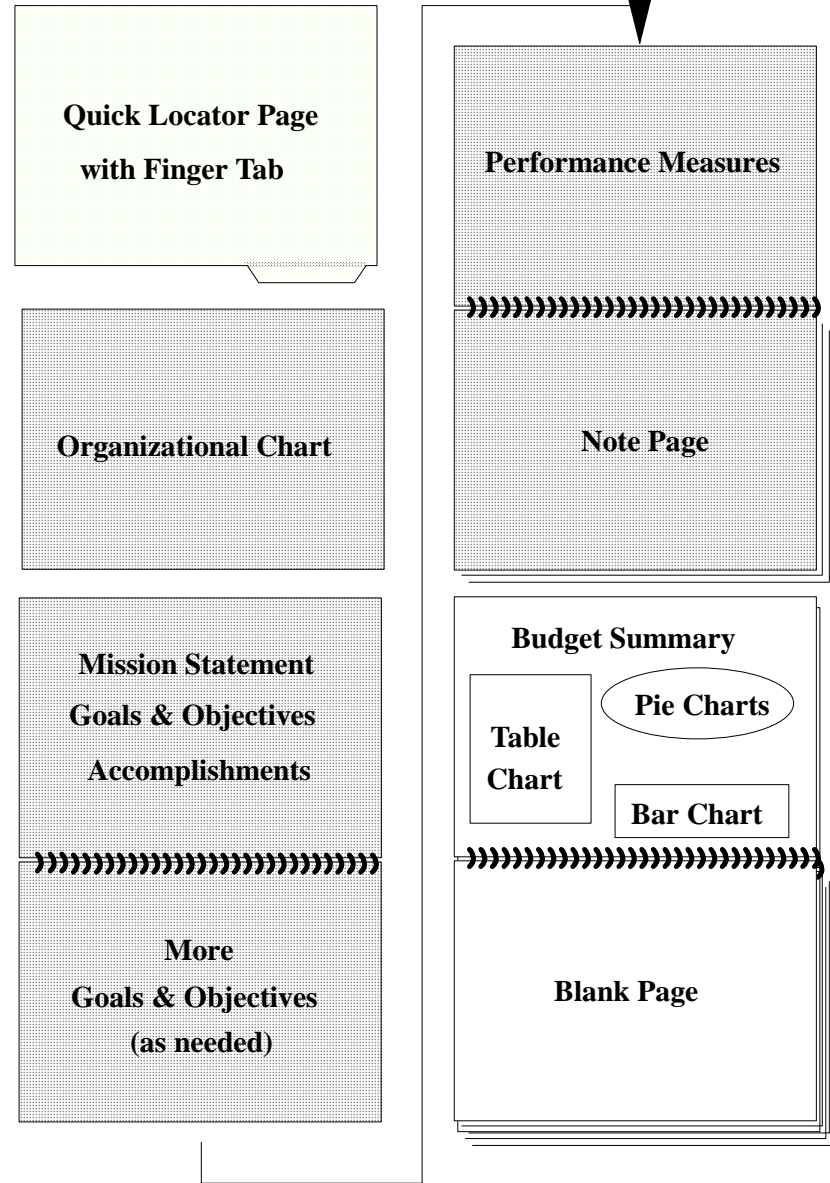 Quick Locator Page
with Finger Tab
Organizational Chart
Mission Statement
Goals & Objectives
Accomplishments
More
Goals & Objectives
(as needed)
Performance Measures
Note Page
Budget Summary
Table
Chart
Pie Charts
Bar Chart
Blank Page